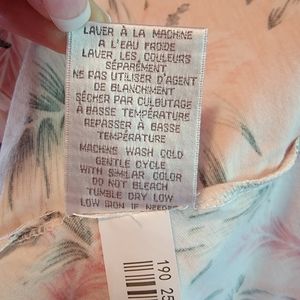 LAVER À LA MACHINE
A L'EAU FROIDE
LAVER, LES COULEURS
SÉPARÉMENT
NE PAS UTILISER D'AGENT
DE BLANCHIMENT
SÉCHER PAR CULBUTAGE
À BASSE TEMPÉRATURE
REPASSER À BASSE
TEMPÉRATURE
MACHINE WASH COLD
GENTLE CYCLE
WITH SIMILAR COLOR
DO NOT BLEACH
TUMBLE DRY LOW
LOW IRON IF NEEDED
190 25